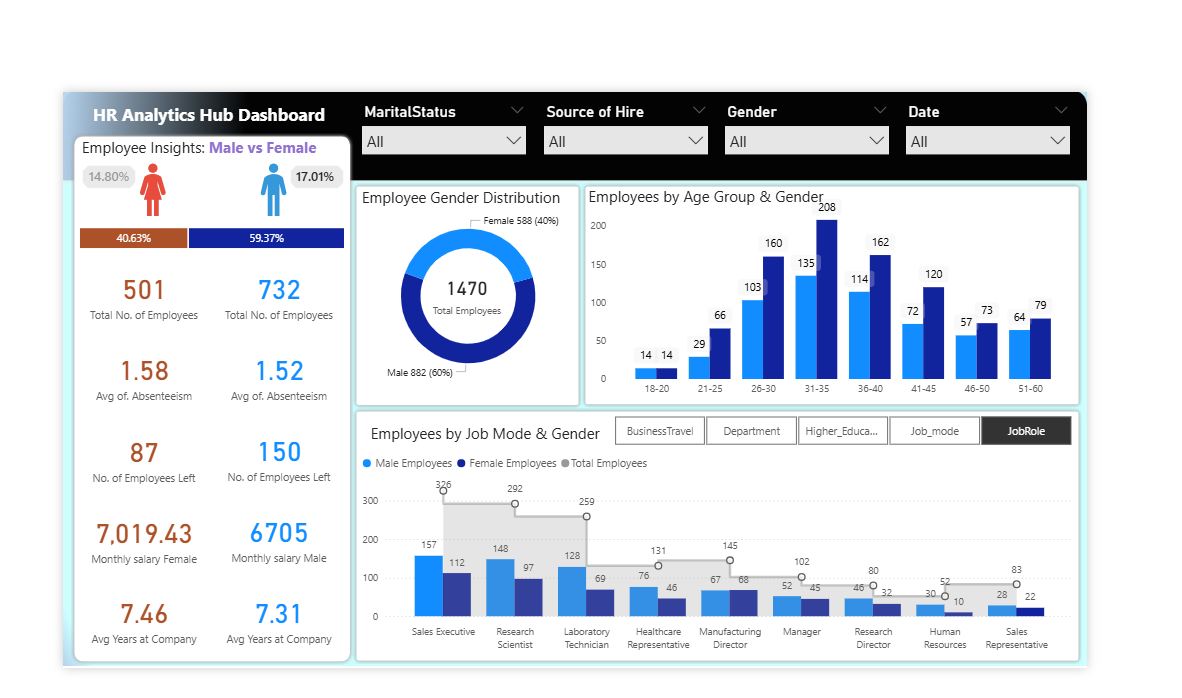 HR Analytics Hub Dashboard
MaritalStatus
All
Source of Hire
All
Gender
All
Date
All
Employee Insights: Male vs Female
14.80%
17.01%
40.63%
59.37%
501
732
Total No. of Employees
Total No. of Employees
1.58
1.52
Avg of. Absenteeism
Avg of. Absenteeism
87
150
No. of Employees Left
No. of Employees Left
7,019.43
6705
Monthly salary Female
Monthly salary Male
7.46
7.31
Avg Years at Company
Avg Years at Company
Employee Gender Distribution
Female 588 (40%)
1470
Total Employees
Male 882 (60%)
Employees by Age Group & Gender
200
150
100
50
0
14
14
29
66
103
160
135
208
114
162
72
120
57
73
64
79
18-20
21-25
26-30
31-35
36-40
41-45
46-50
51-60
Employees by Job Mode & Gender
BusinessTravel
Department
Higher_Educa...
Job_mode
JobRole
Male Employees
Female Employees
Total Employees
300
200
100
0
326
292
259
131
145
102
80
52
83
157
112
148
97
128
69
76
46
67
68
52
45
46
32
30
10
28
22
Sales Executive
Research
Scientist
Laboratory
Technician
Healthcare
Representative
Manufacturing
Director
Manager
Research
Director
Human
Resources
Sales
Representative